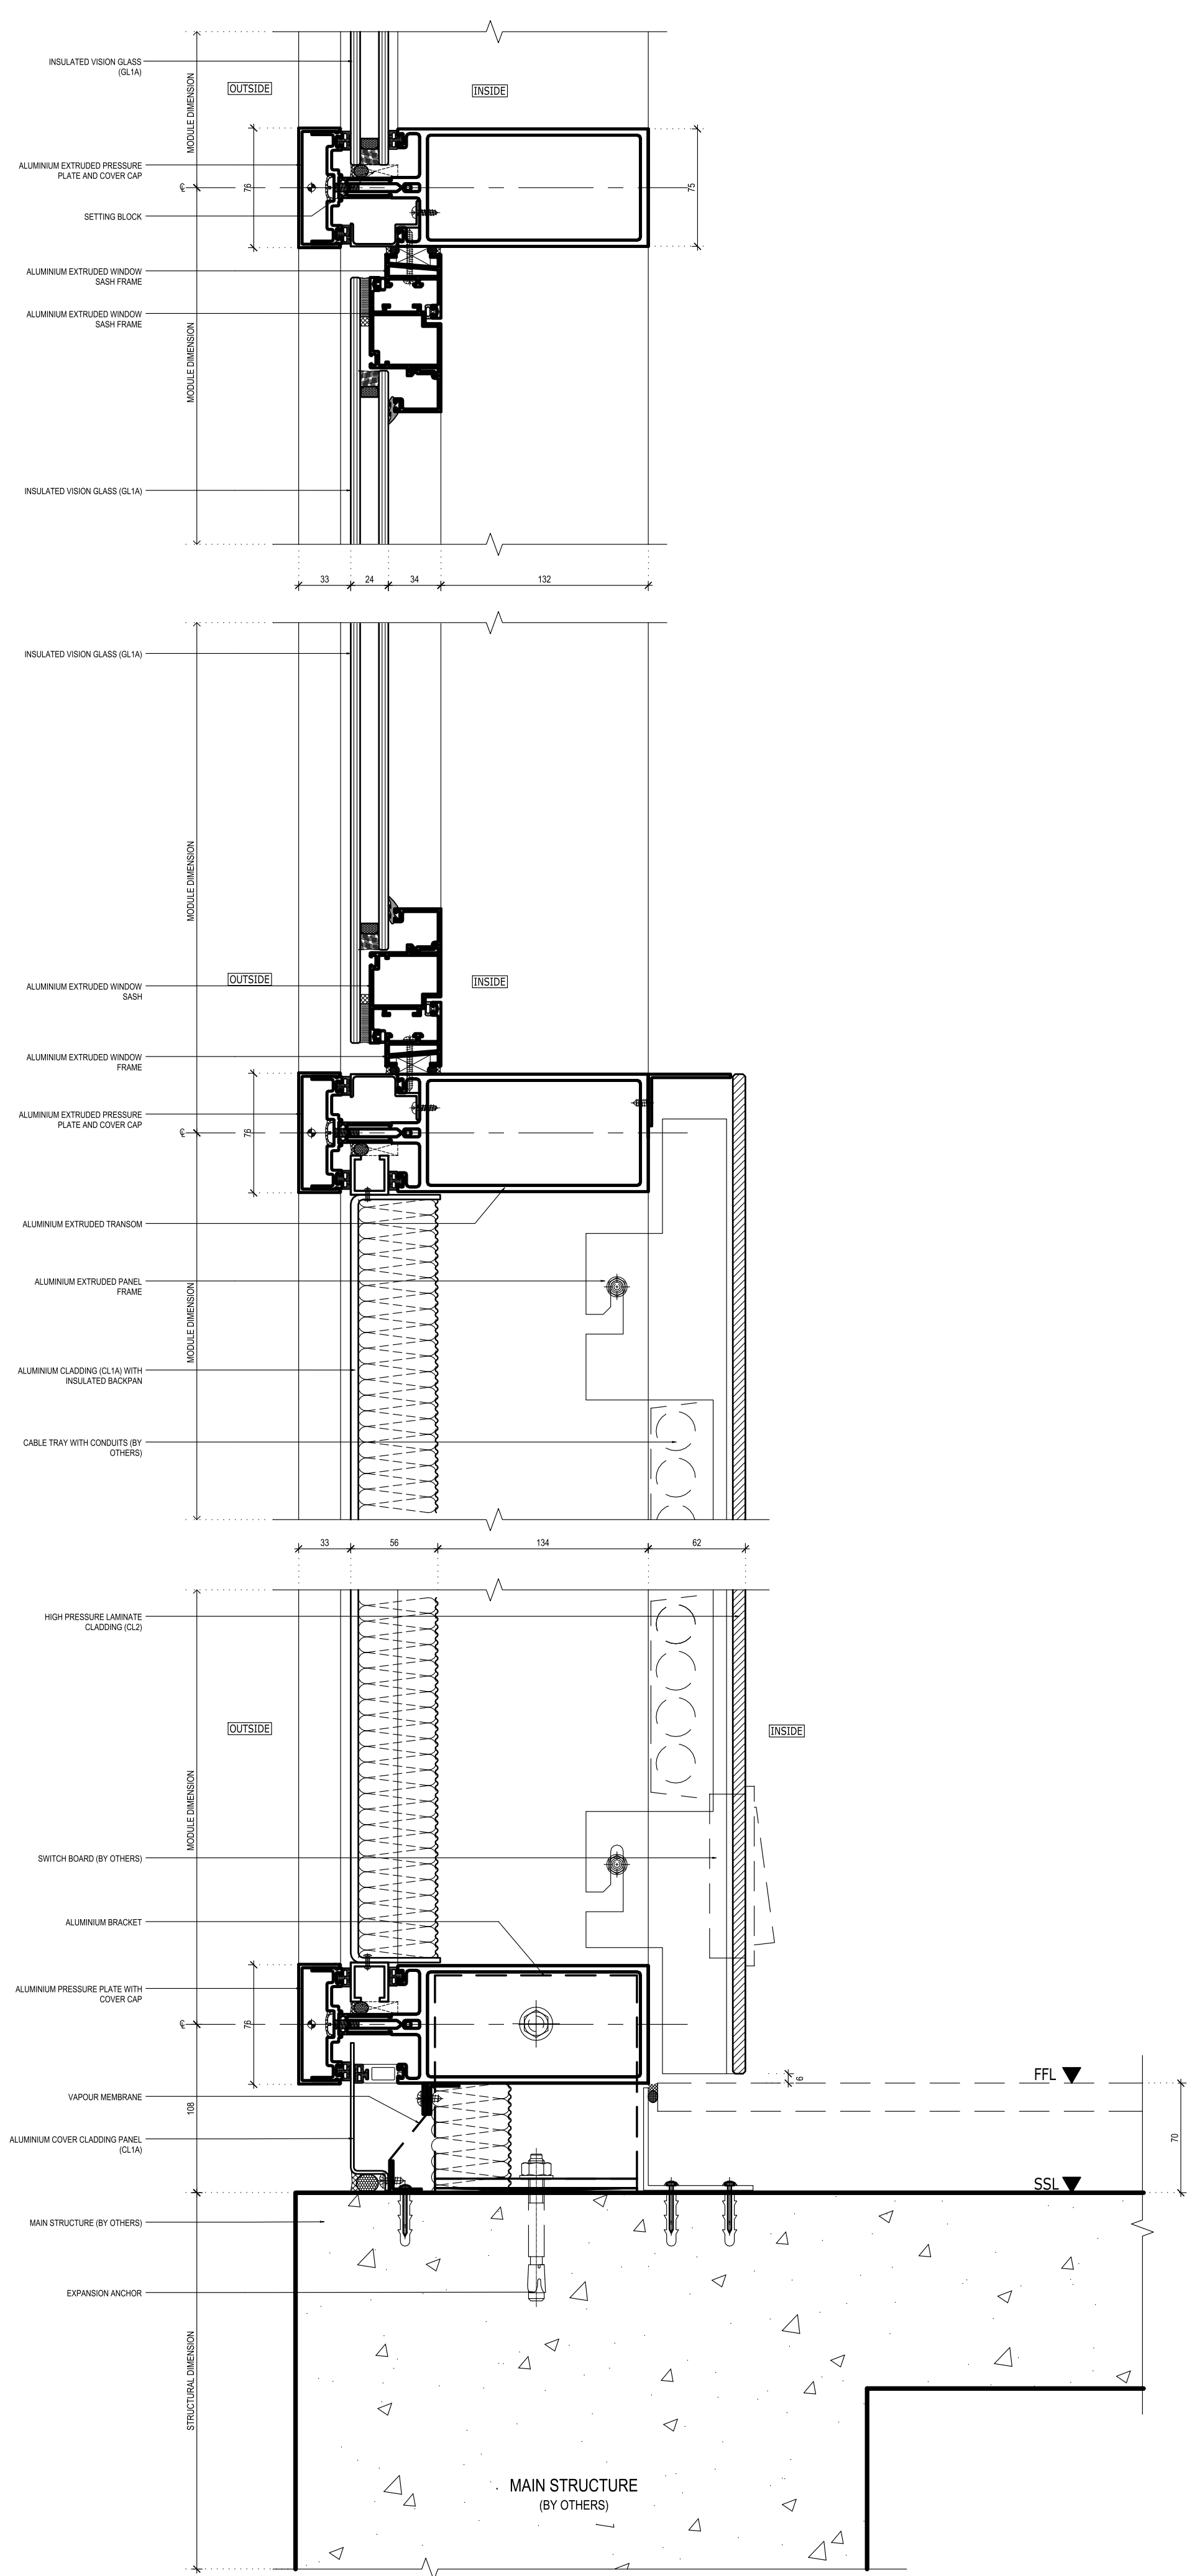 INSULATED VISION GLASS
(GL1A)
MODULE DIMENSION
OUTSIDE
INSIDE
ALUMINIUM EXTRUDED PRESSURE
PLATE AND COVER CAP
℄
76
75
SETTING BLOCK
ALUMINIUM EXTRUDED WINDOW
SASH FRAME
ALUMINIUM EXTRUDED WINDOW
SASH FRAME
MODULE DIMENSION
INSULATED VISION GLASS (GL1A)
33
24
34
132
INSULATED VISION GLASS (GL1A)
MODULE DIMENSION
OUTSIDE
INSIDE
ALUMINIUM EXTRUDED WINDOW
SASH
ALUMINIUM EXTRUDED WINDOW
FRAME
ALUMINIUM EXTRUDED PRESSURE
PLATE AND COVER CAP
℄
76
ALUMINIUM EXTRUDED TRANSOM
ALUMINIUM EXTRUDED PANEL
FRAME
MODULE DIMENSION
ALUMINIUM CLADDING (CL1A) WITH
INSULATED BACKPAN
CABLE TRAY WITH CONDUITS (BY
OTHERS)
33
56
134
62
HIGH PRESSURE LAMINATE
CLADDING (CL2)
OUTSIDE
INSIDE
MODULE DIMENSION
SWITCH BOARD (BY OTHERS)
ALUMINIUM BRACKET
ALUMINIUM PRESSURE PLATE WITH
COVER CAP
℄
76
6
FFL
VAPOUR MEMBRANE
108
70
ALUMINIUM COVER CLADDING PANEL
(CL1A)
SSL
MAIN STRUCTURE (BY OTHERS)
EXPANSION ANCHOR
STRUCTURAL DIMENSION
MAIN STRUCTURE
(BY OTHERS)